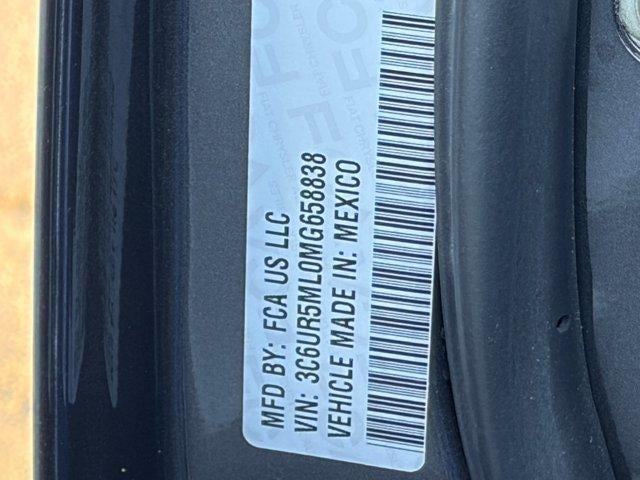 MFD BY: FCA US LLC
VIN: 3C6UR5ML0MG658838
VEHICLE MADE IN: MEXICO